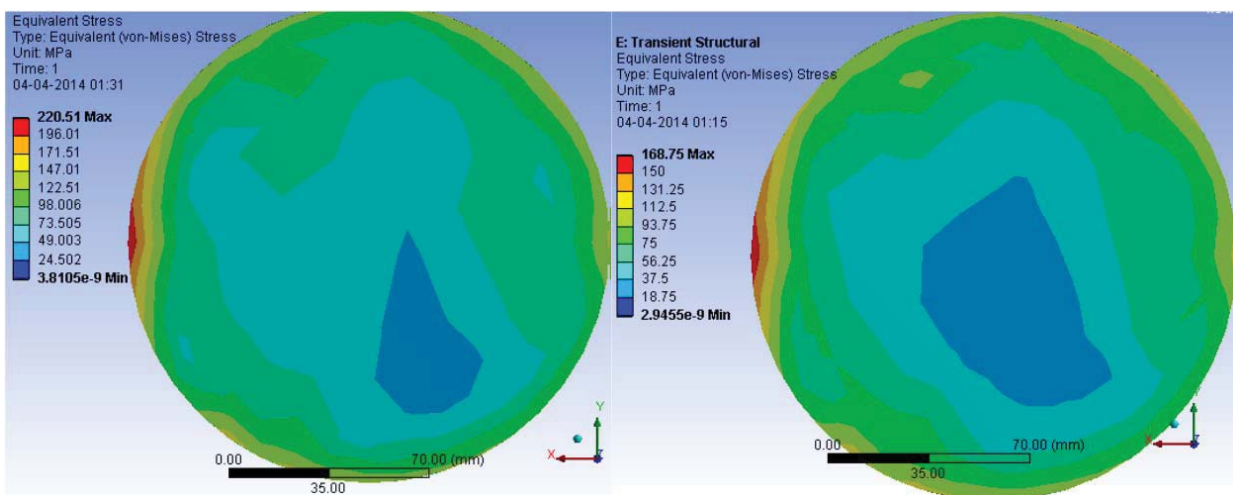 Equivalent Stress
Type: Equivalent (von-Mises) Stress
Unit: MPa
Time: 1
04-04-2014 01:31
220.51 Max
196.01
171.51
147.01
122.51
98.006
73.505
49.003
24.502
3.8105e-9 Min
0.00
70.00 (mm)
35.00
Y
X
Z
E: Transient Structural
Equivalent Stress
Type: Equivalent (von-Mises) Stress
Unit: MPa
Time: 1
04-04-2014 01:15
168.75 Max
150
131.25
112.5
93.75
75
56.25
37.5
18.75
2.9455e-9 Min
0.00
70.00 (mm)
35.00
Y
X
Z